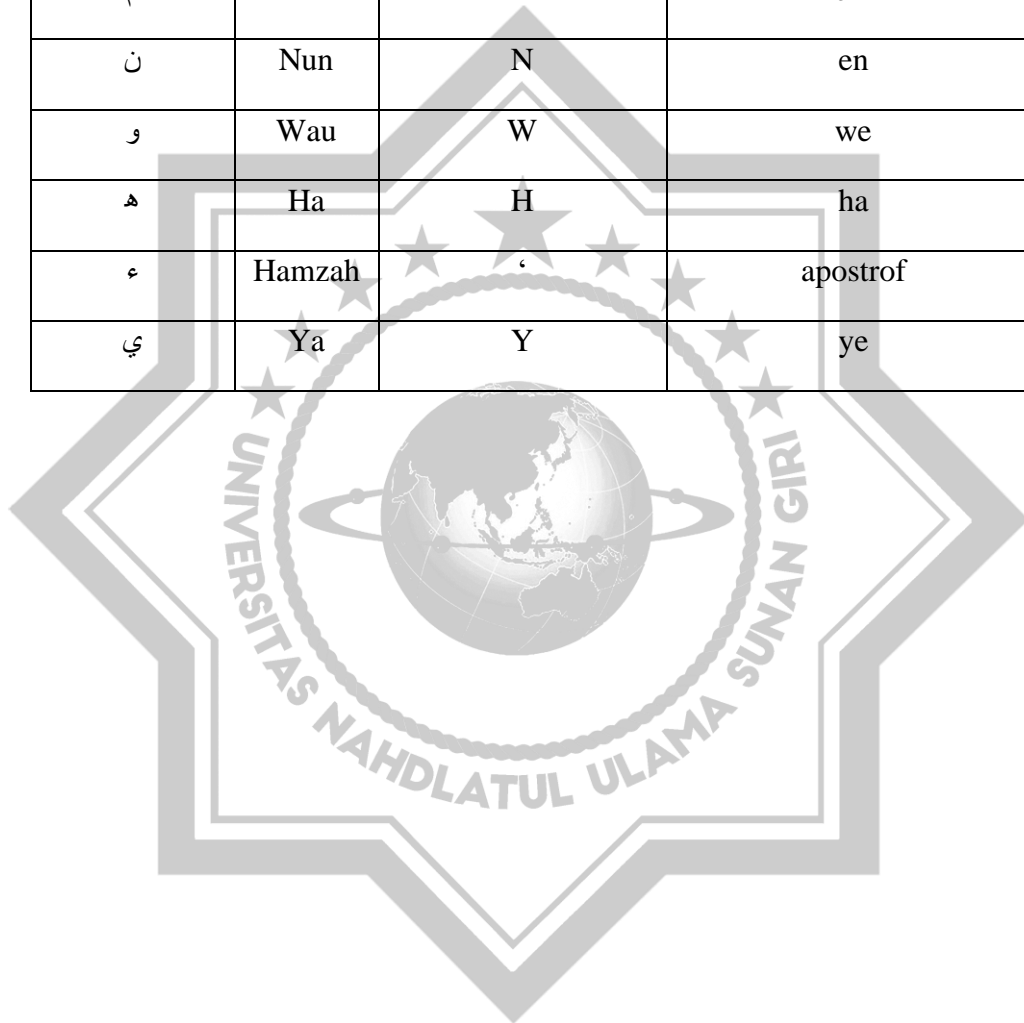 ن Nun N en
و Wau W we
ه Ha H ha
ء Hamzah ‘ apostrof
ي Ya Y ye
UNIVERSITAS NAHDLATUL ULAMA SUNAN GIRI